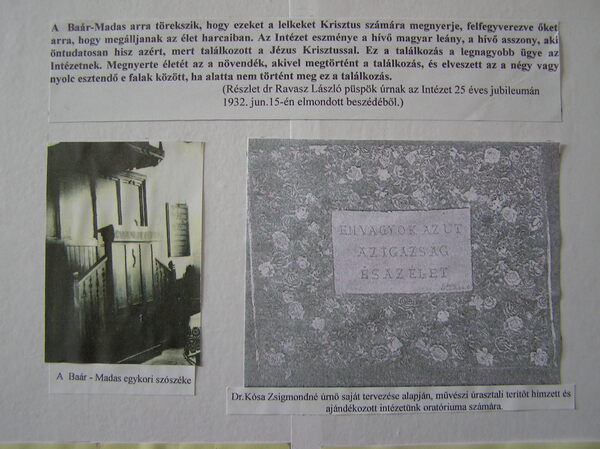 A Baár-Madas arra törekszik, hogy ezeket a lelkeket Krisztus számára megnyerje, felfegyverezve őket
arra, hogy megálljanak az élet harcaiban. Az Intézet eszménye a hívő magyar leány, a hívő asszony, aki
öntudatosan hisz azért, mert találkozott a Jézus Krisztussal. Ez a találkozás a legnagyobb ügye az
Intézetnek. Megnyerte életét az a növendék, akivel megtörtént a találkozás, és elveszett az a négy vagy
nyolc esztendő e falak között, ha alatta nem történt meg ez a találkozás.
(Részlet dr Ravasz László püspök úrnak az Intézet 25 éves jubileumán
1932. jun.15-én elmondott beszédéből.)
ÉN VAGYOK AZ ÚT
AZ IGAZSÁG
ÉS AZ ÉLET
A Baár - Madas egykori szószéke
Dr.Kósa Zsigmondné úrnő saját tervezése alapján, művészi úrasztali terítőt hímzett és
ajándékozott intézetünk oratóriuma számára.